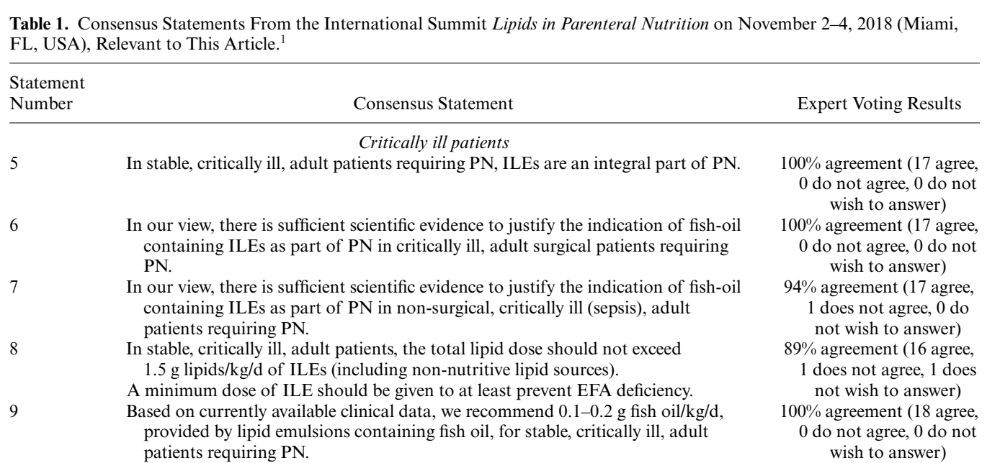 Table 1. Consensus Statements From the International Summit Lipids in Parenteral Nutrition on November 2–4, 2018 (Miami,
FL, USA), Relevant to This Article.1
Statement
Number
Consensus Statement
Expert Voting Results
Critically ill patients
5
In stable, critically ill, adult patients requiring PN, ILEs are an integral part of PN.
100% agreement (17 agree,
0 do not agree, 0 do not
wish to answer)
6
In our view, there is sufficient scientific evidence to justify the indication of fish-oil
containing ILEs as part of PN in critically ill, adult surgical patients requiring
PN.
100% agreement (17 agree,
0 do not agree, 0 do not
wish to answer)
7
In our view, there is sufficient scientific evidence to justify the indication of fish-oil
containing ILEs as part of PN in non-surgical, critically ill (sepsis), adult
patients requiring PN.
94% agreement (17 agree,
1 does not agree, 0 do
not wish to answer)
8
In stable, critically ill, adult patients, the total lipid dose should not exceed
1.5 g lipids/kg/d of ILEs (including non-nutritive lipid sources).
A minimum dose of ILE should be given to at least prevent EFA deficiency.
89% agreement (16 agree,
1 does not agree, 1 does
not wish to answer)
9
Based on currently available clinical data, we recommend 0.1–0.2 g fish oil/kg/d,
provided by lipid emulsions containing fish oil, for stable, critically ill, adult
patients requiring PN.
100% agreement (18 agree,
0 do not agree, 0 do not
wish to answer)